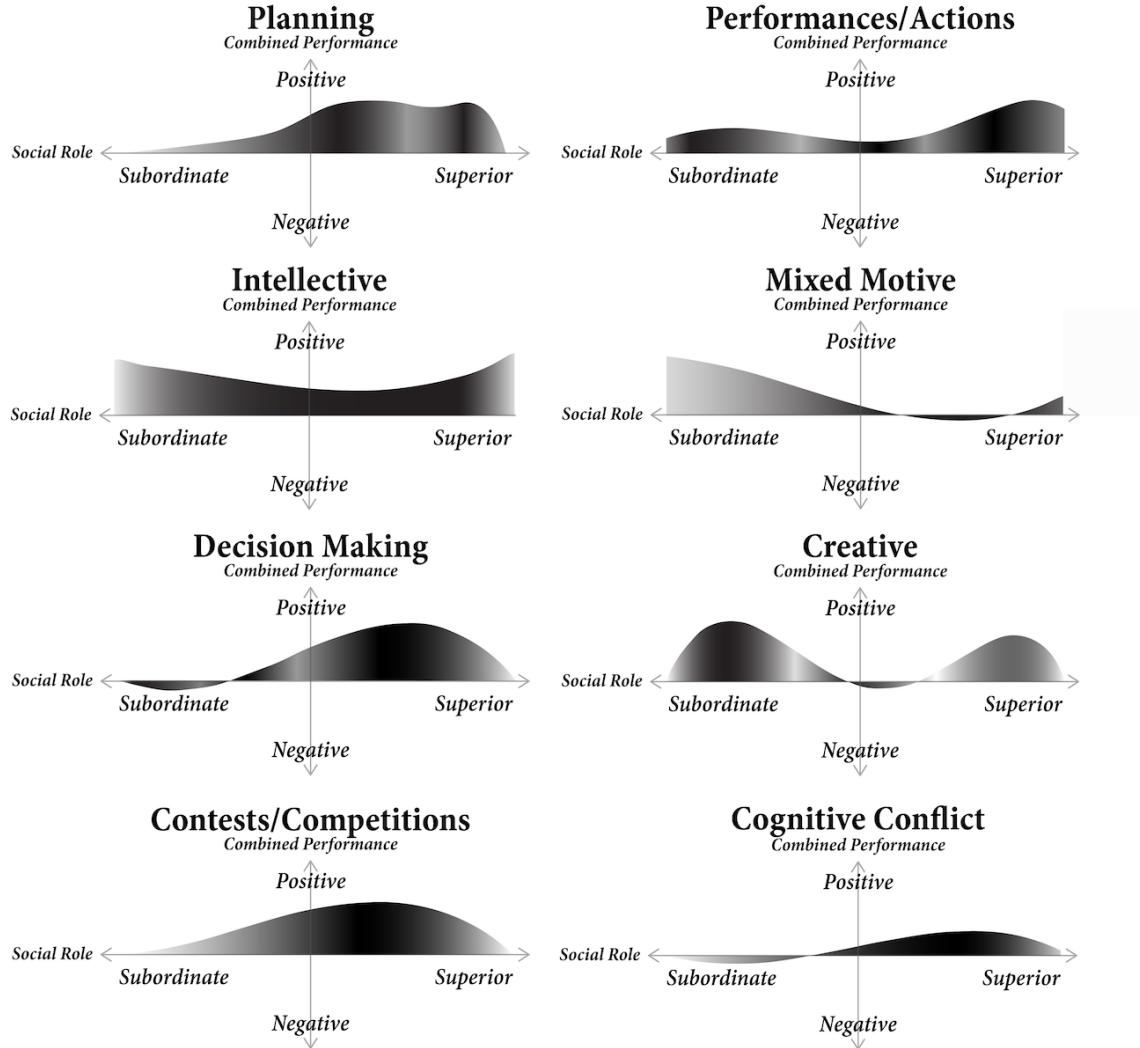 Planning
Combined Performance
Positive
Social Role
Subordinate
Superior
Negative
Performances/Actions
Combined Performance
Positive
Social Role
Subordinate
Superior
Negative
Intellective
Combined Performance
Positive
Social Role
Subordinate
Superior
Negative
Mixed Motive
Combined Performance
Positive
Social Role
Subordinate
Superior
Negative
Decision Making
Combined Performance
Positive
Social Role
Subordinate
Superior
Negative
Creative
Combined Performance
Positive
Social Role
Subordinate
Superior
Negative
Contests/Competitions
Combined Performance
Positive
Social Role
Subordinate
Superior
Negative
Cognitive Conflict
Combined Performance
Positive
Social Role
Subordinate
Superior
Negative